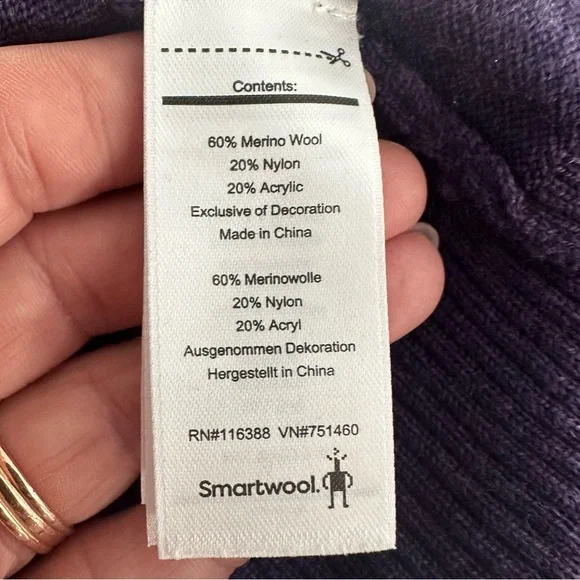 Contents:
60% Merino Wool
20% Nylon
20% Acrylic
Exclusive of Decoration
Made in China
60% Merinowolle
20% Nylon
20% Acryl
Ausgenommen Dekoration
Hergestellt in China
RN#116388 VN#751460
Smartwool.